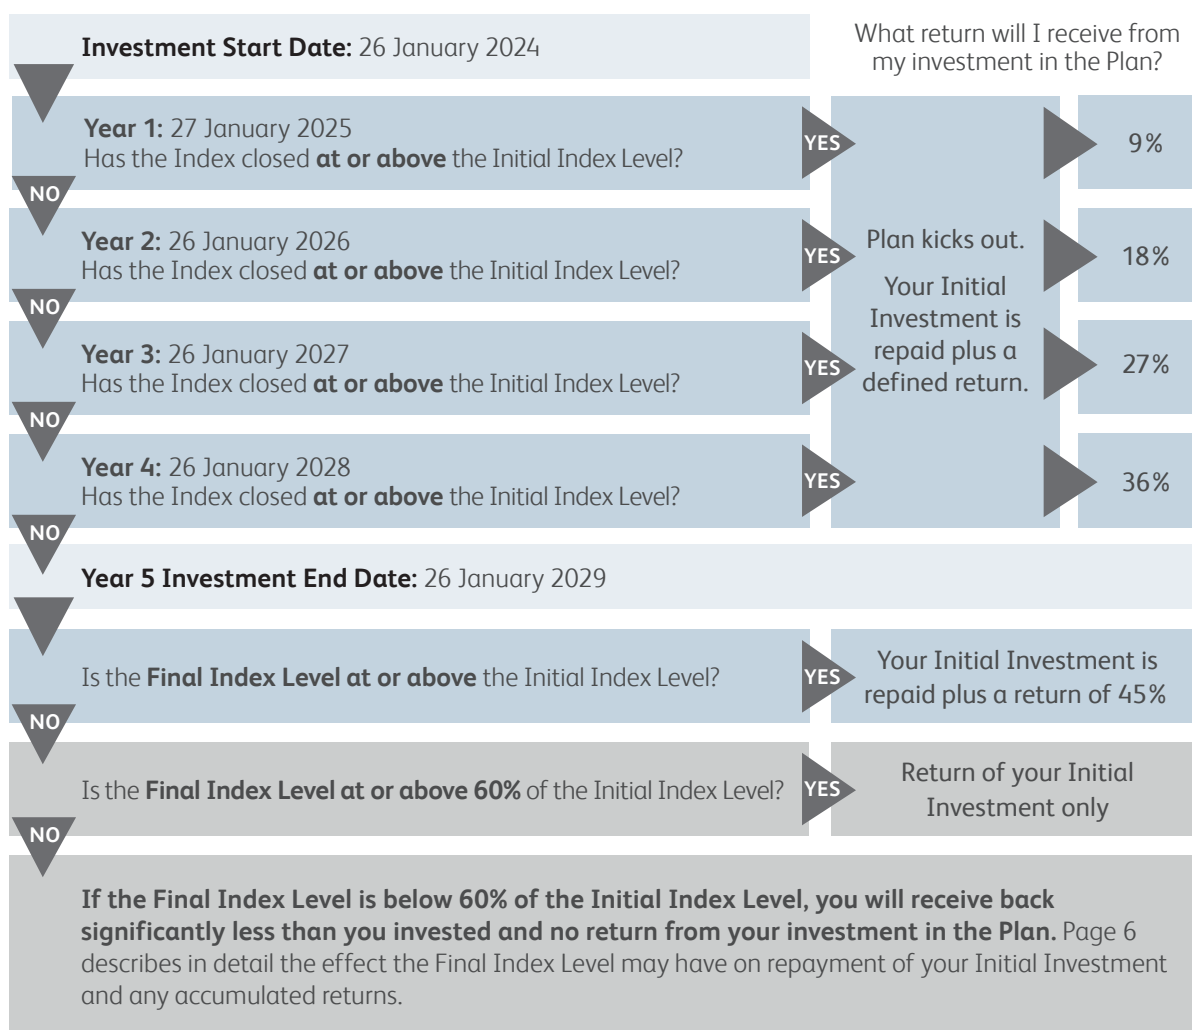 Investment Start Date: 26 January 2024
What return will I receive from
my investment in the Plan?
Year 1: 27 January 2025
Has the Index closed at or above the Initial Index Level?
YES
9%
NO
Year 2: 26 January 2026
Has the Index closed at or above the Initial Index Level?
YES
Plan kicks out.
Your Initial
Investment is
repaid plus a
defined return.
18%
NO
Year 3: 26 January 2027
Has the Index closed at or above the Initial Index Level?
YES
27%
NO
Year 4: 26 January 2028
Has the Index closed at or above the Initial Index Level?
YES
36%
NO
Year 5 Investment End Date: 26 January 2029
Is the Final Index Level at or above the Initial Index Level?
YES
Your Initial Investment is
repaid plus a return of 45%
NO
Is the Final Index Level at or above 60% of the Initial Index Level?
YES
Return of your Initial
Investment only
NO
If the Final Index Level is below 60% of the Initial Index Level, you will receive back
significantly less than you invested and no return from your investment in the Plan. Page 6
describes in detail the effect the Final Index Level may have on repayment of your Initial Investment
and any accumulated returns.